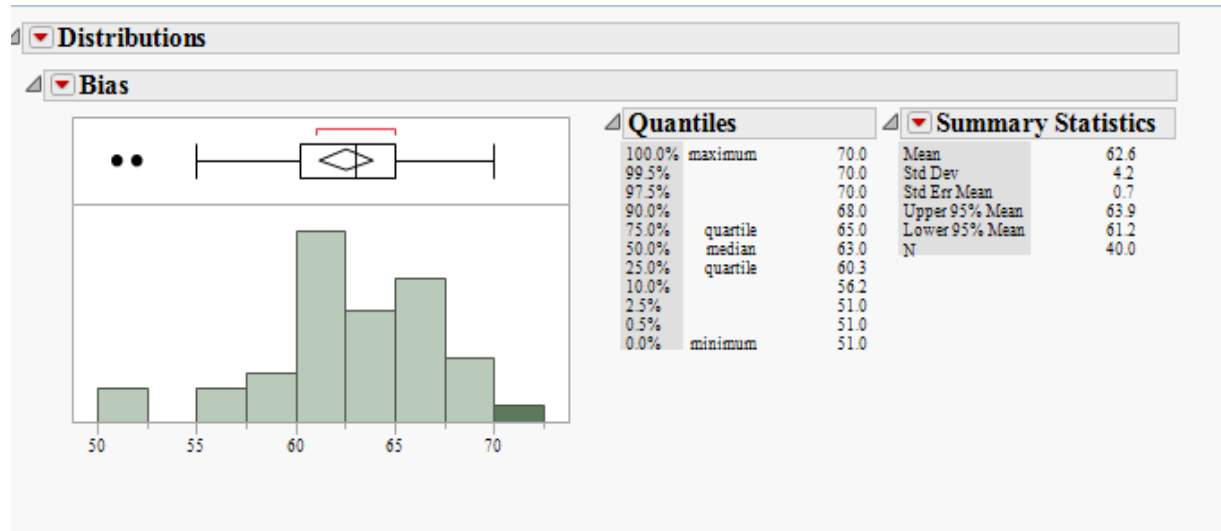 Distributions
Bias
50 55 60 65 70
Quantiles
100.0% maximum 70.0
99.5% 70.0
97.5% 70.0
90.0% 68.0
75.0% quartile 65.0
50.0% median 63.0
25.0% quartile 60.3
10.0% 56.2
2.5% 51.0
0.5% 51.0
0.0% minimum 51.0
Summary Statistics
Mean 62.6
Std Dev 4.2
Std Err Mean 0.7
Upper 95% Mean 63.9
Lower 95% Mean 61.2
N 40.0